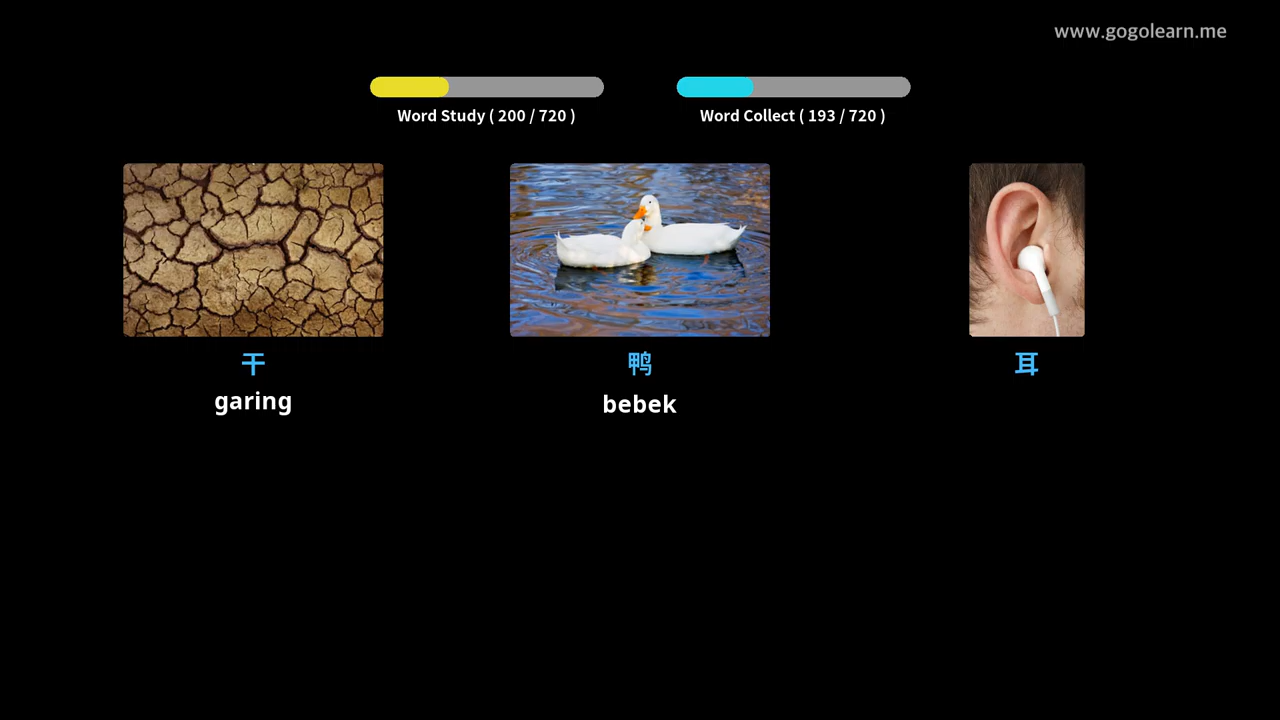 www.gogolearn.me
Word Study ( 200 / 720 )
Word Collect ( 193 / 720 )
干
鸭
耳
garing
bebek